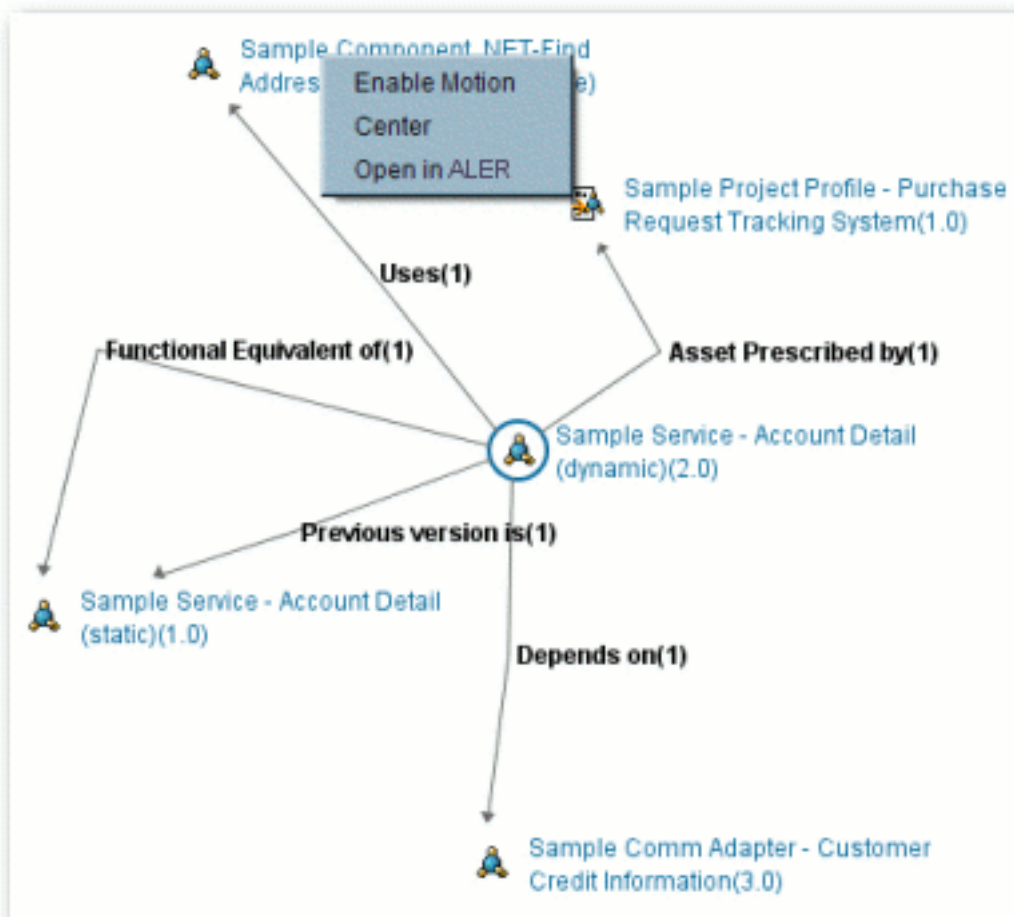 Sample Component .NET-Find
Addres e)
Enable Motion
Center
Open in ALER
Sample Project Profile - Purchase
Request Tracking System(1.0)
Uses(1)
Functional Equivalent of(1)
Asset Prescribed by(1)
Sample Service - Account Detail
(dynamic)(2.0)
Previous version is(1)
Sample Service - Account Detail
(static)(1.0)
Depends on(1)
Sample Comm Adapter - Customer
Credit Information(3.0)